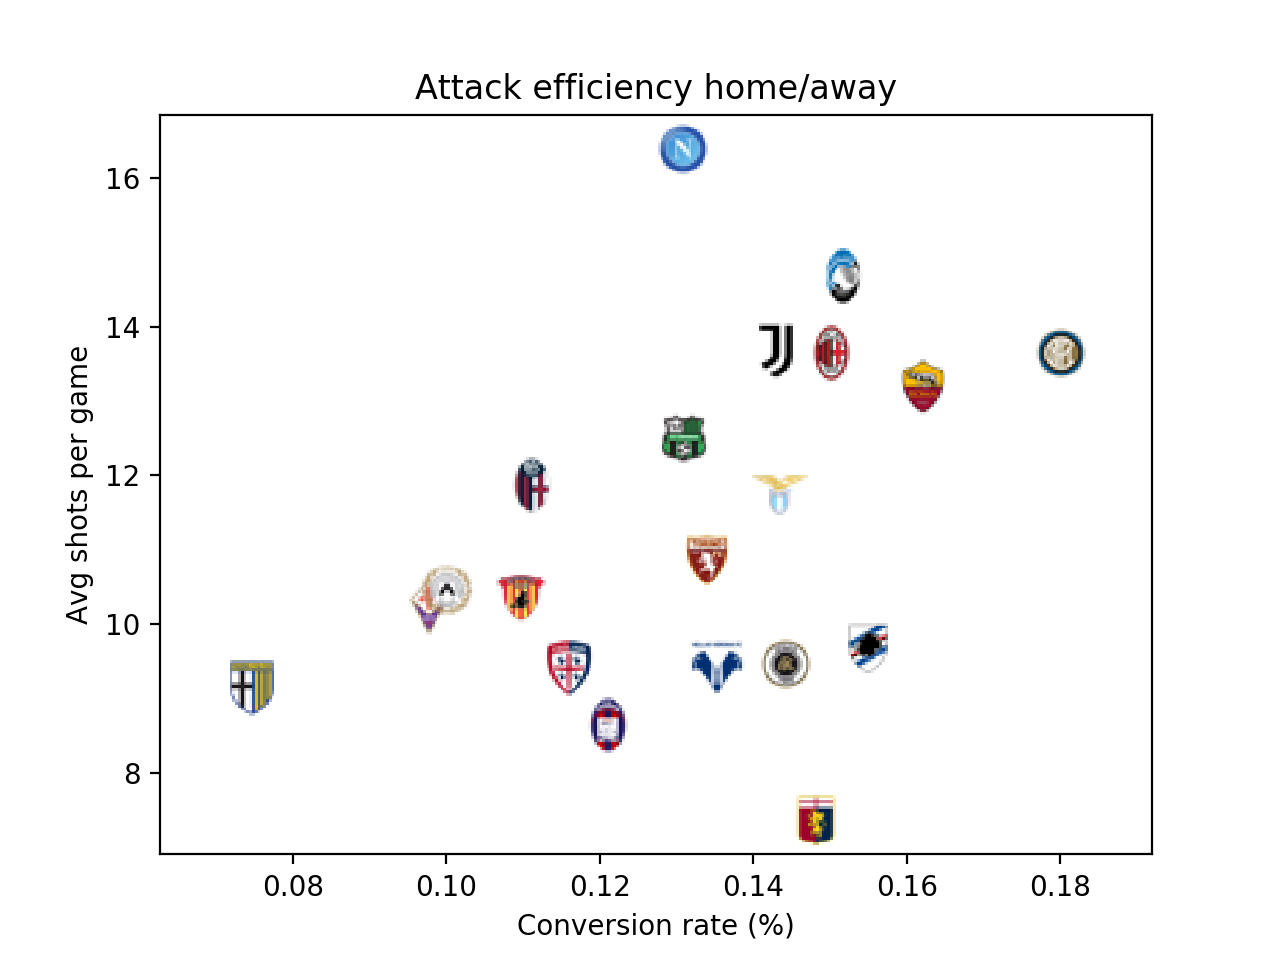 Attack efficiency home/away
Avg shots per game
16
14
12
10
8
0.08 0.10 0.12 0.14 0.16 0.18
Conversion rate (%)
N